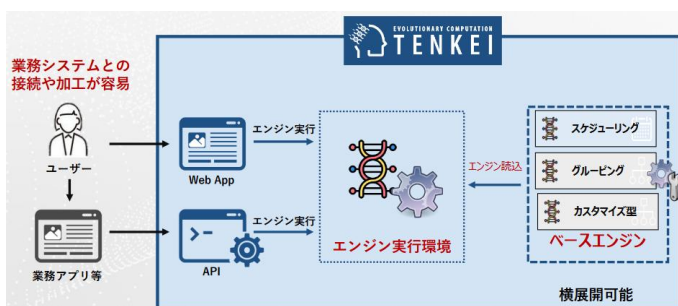 EVOLUTIONARY COMPUTATION
TENKEI
業務システムとの
接続や加工が容易
ユーザー
業務アプリ等
Web App
API
エンジン実行
エンジン実行
エンジン実行環境
エンジン読込
スケジューリング
グルーピング
カスタマイズ型
ベースエンジン
横展開可能